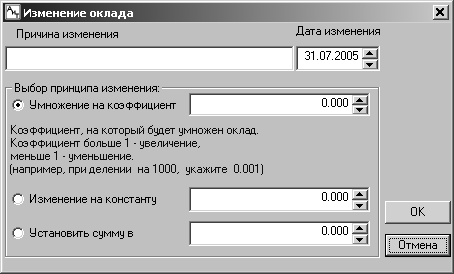 Изменение оклада
Причина изменения
Дата изменения
31.07.2005
Выбор принципа изменения:
Умножение на коэффициент
0.000
Коэффициент, на который будет умножен оклад.
Коэффициент больше 1 - увеличение,
меньше 1 - уменьшение.
(например, при делении на 1000, укажите 0.001)
Изменение на константу
0.000
Установить сумму в
0.000
OK
Отмена